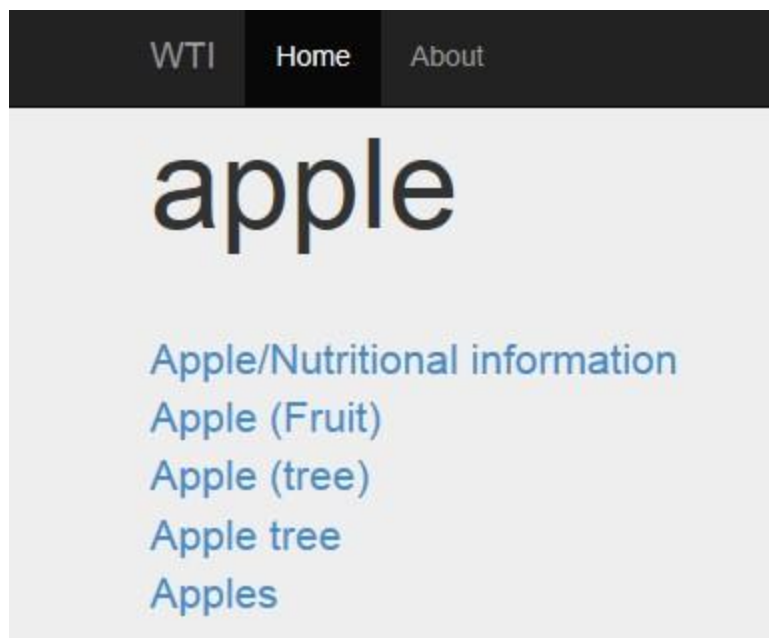 WTI Home About
apple
Apple/Nutritional information
Apple (Fruit)
Apple (tree)
Apple tree
Apples